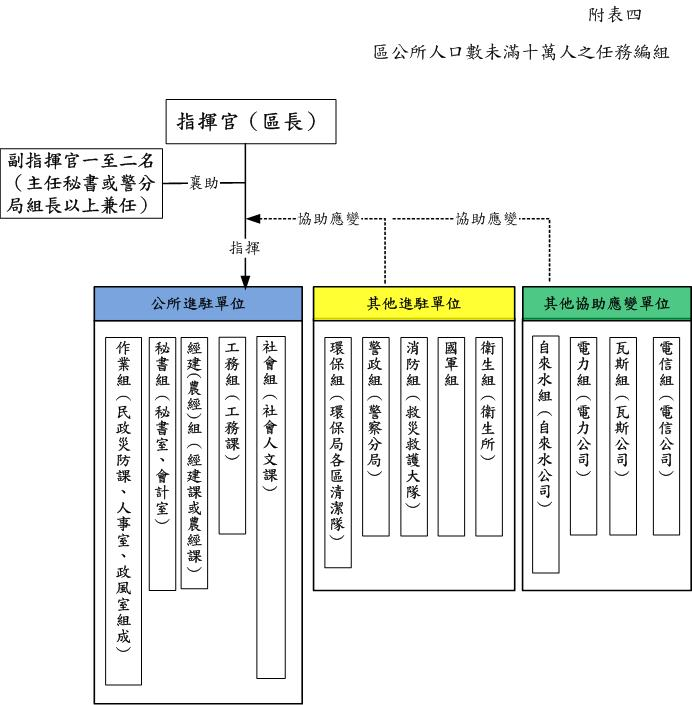 附表四
區公所人口數未滿十萬人之任務編組
指揮官（區長）
副指揮官一至二名
（主任秘書或警分
局組長以上兼任）
襄助
協助應變
協助應變
指揮
公所進駐單位
作業組（民政災防課、人事室、政風室組成）
秘書組（秘書室、會計室）
經建(農經)組（經建課或農經課）
工務組（工務課）
社會組（社會人文課）
其他進駐單位
環保組（環保局各區清潔隊）
警政組（警察分局）
消防組（救災救護大隊）
國軍組
衛生組（衛生所）
其他協助應變單位
自來水組（自來水公司）
電力組（電力公司）
瓦斯組（瓦斯公司）
電信組（電信公司）